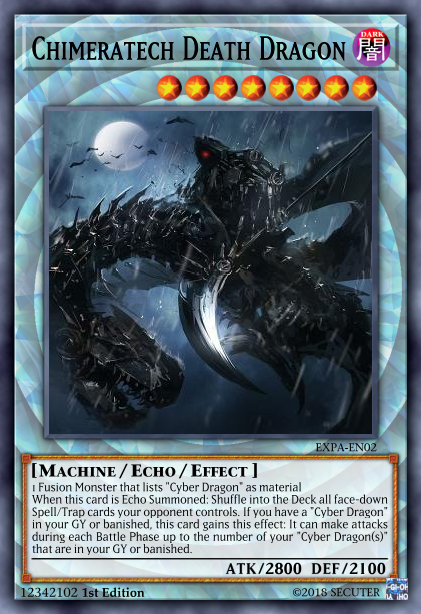 CHIMERATECH DEATH DRAGON
DARK
闇
EXPA-EN02
[MACHINE / ECHO / EFFECT ]
1 Fusion Monster that lists "Cyber Dragon" as material
When this card is Echo Summoned: Shuffle into the Deck all face-down
Spell/Trap cards your opponent controls. If you have a "Cyber Dragon"
in your GY or banished, this card gains this effect: It can make attacks
during each Battle Phase up to the number of your "Cyber Dragon(s)"
that are in your GY or banished.
ATK/2800 DEF/2100
12342102 1st Edition
©2018 SECUTER